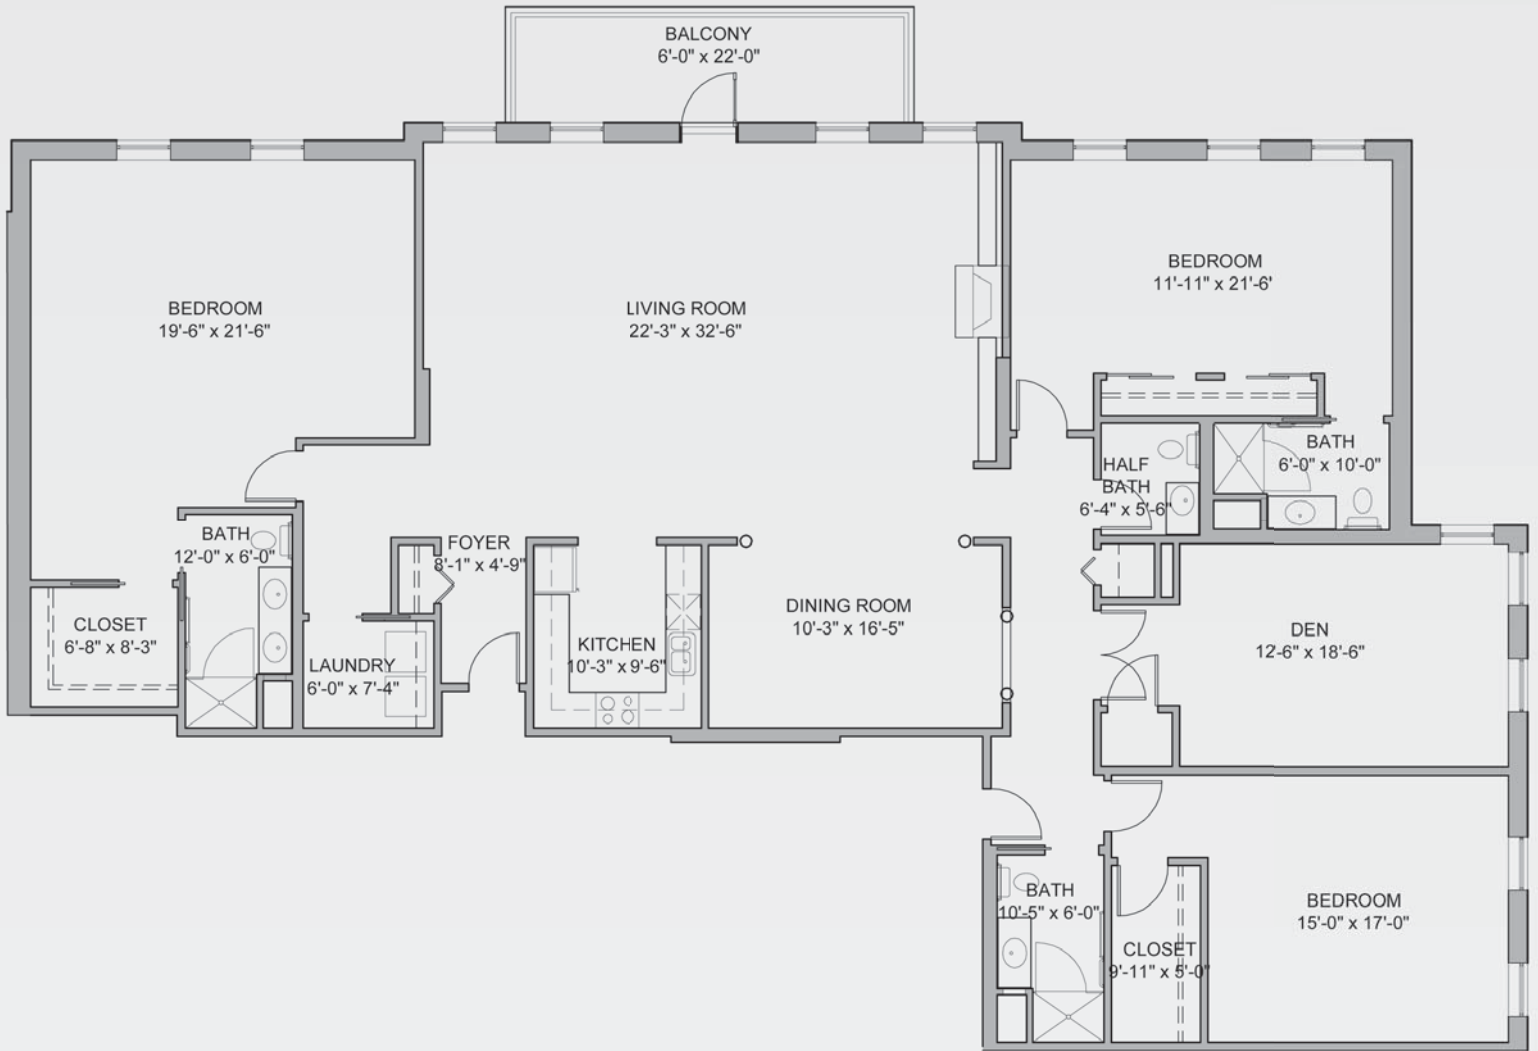 BALCONY
6'-0" x 22'-0"
BEDROOM
11'-11" x 21'-6'
BEDROOM
19'-6" x 21'-6"
LIVING ROOM
22'-3" x 32'-6"
BATH
6'-0" x 10'-0"
HALF
BATH
6'-4" x 5'-6"
BATH
12'-0" x 6'-0"
FOYER
8'-1" x 4'-9"
CLOSET
6'-8" x 8'-3"
LAUNDRY
6'-0" x 7'-4"
KITCHEN
10'-3" x 9'-6"
DINING ROOM
10'-3" x 16'-5"
DEN
12'-6" x 18'-6"
BATH
10'-5" x 6'-0"
CLOSET
9'-11" x 5'-0"
BEDROOM
15'-0" x 17'-0"